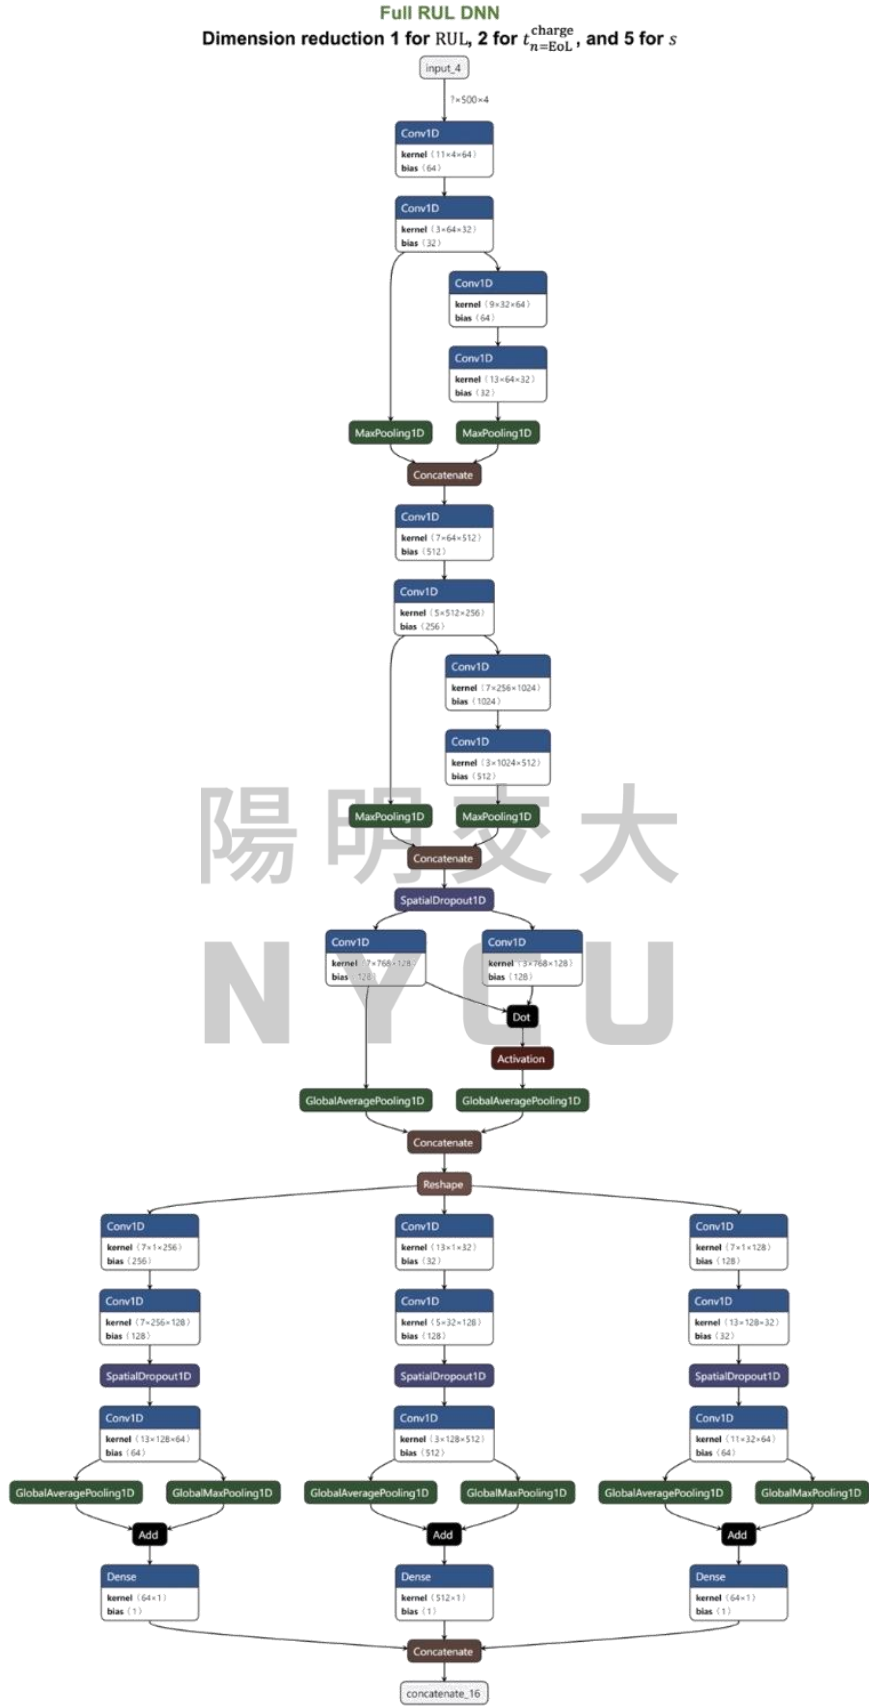 Full RUL DNN
Dimension reduction 1 for RUL, 2 for t_{n=EoL}^{charge}, and 5 for s
input_4
?×500×4
Conv1D
kernel (11×4×64)
bias (64)
Conv1D
kernel (3×64×32)
bias (32)
Conv1D
kernel (9×32×64)
bias (64)
Conv1D
kernel (13×64×32)
bias (32)
MaxPooling1D MaxPooling1D
Concatenate
Conv1D
kernel (7×64×512)
bias (512)
Conv1D
kernel (5×512×256)
bias (256)
Conv1D
kernel (7×256×1024)
bias (1024)
Conv1D
kernel (3×1024×512)
bias (512)
陽明交大
MaxPooling1D MaxPooling1D
Concatenate
SpatialDropout1D
NYCU
Conv1D Conv1D
kernel (7×768×128) kernel (3×768×128)
bias (128) bias (128)
Dot
Activation
GlobalAveragePooling1D GlobalAveragePooling1D
Concatenate
Reshape
Conv1D Conv1D Conv1D
kernel (7×1×256) kernel (13×1×32) kernel (7×1×128)
bias (256) bias (32) bias (128)
Conv1D Conv1D Conv1D
kernel (7×256×128) kernel (5×32×128) kernel (13×128×32)
bias (128) bias (128) bias (32)
SpatialDropout1D SpatialDropout1D SpatialDropout1D
Conv1D Conv1D Conv1D
kernel (13×128×64) kernel (3×128×512) kernel (11×32×64)
bias (64) bias (512) bias (64)
GlobalAveragePooling1D GlobalMaxPooling1D GlobalAveragePooling1D GlobalMaxPooling1D GlobalAveragePooling1D GlobalMaxPooling1D
Add Add Add
Dense Dense Dense
kernel (64×1) kernel (512×1) kernel (64×1)
bias (1) bias (1) bias (1)
Concatenate
concatenate_16